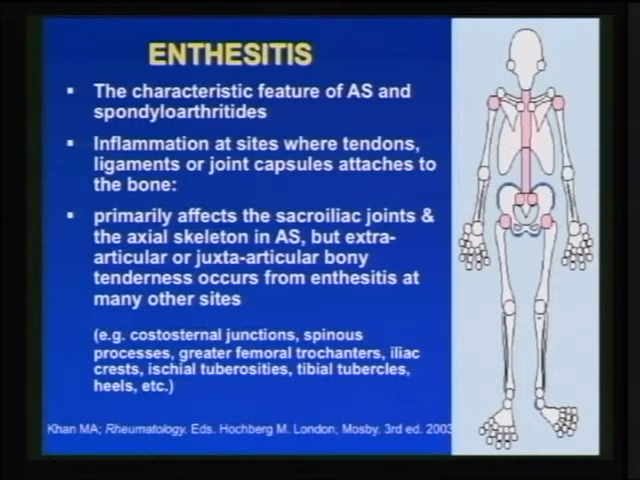 ENTHESITIS
▪ The characteristic feature of AS and
spondyloarthritides
▪ Inflammation at sites where tendons,
ligaments or joint capsules attaches to
the bone:
▪ primarily affects the sacroiliac joints &
the axial skeleton in AS, but extra-
articular or juxta-articular bony
tenderness occurs from enthesitis at
many other sites
(e.g. costosternal junctions, spinous
processes, greater femoral trochanters, iliac
crests, ischial tuberosities, tibial tubercles,
heels, etc.)
Khan MA; Rheumatology. Eds. Hochberg M. London, Mosby. 3rd ed. 2003